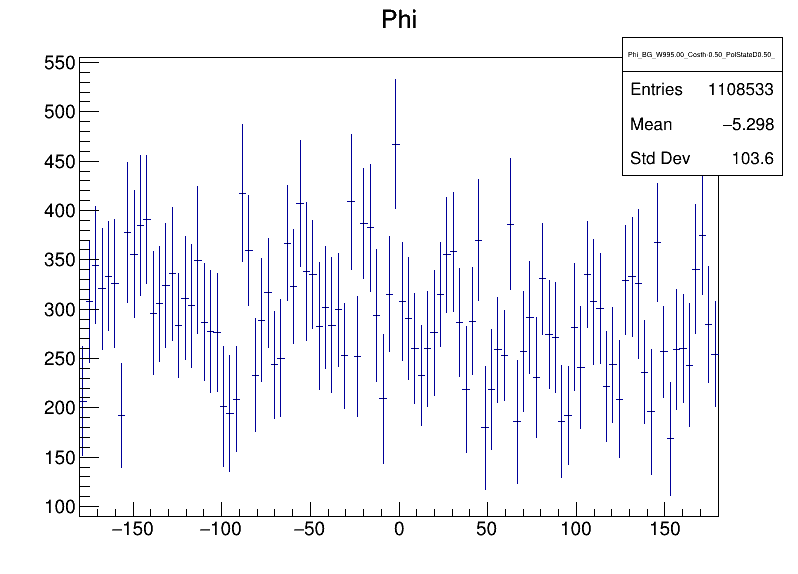 Phi
Phi_BG_W995.00_Costh-0.50_PolStateD0.50_
Entries 1108533
Mean −5.298
Std Dev 103.6
550
500
450
400
350
300
250
200
150
100
−150 −100 −50 0 50 100 150